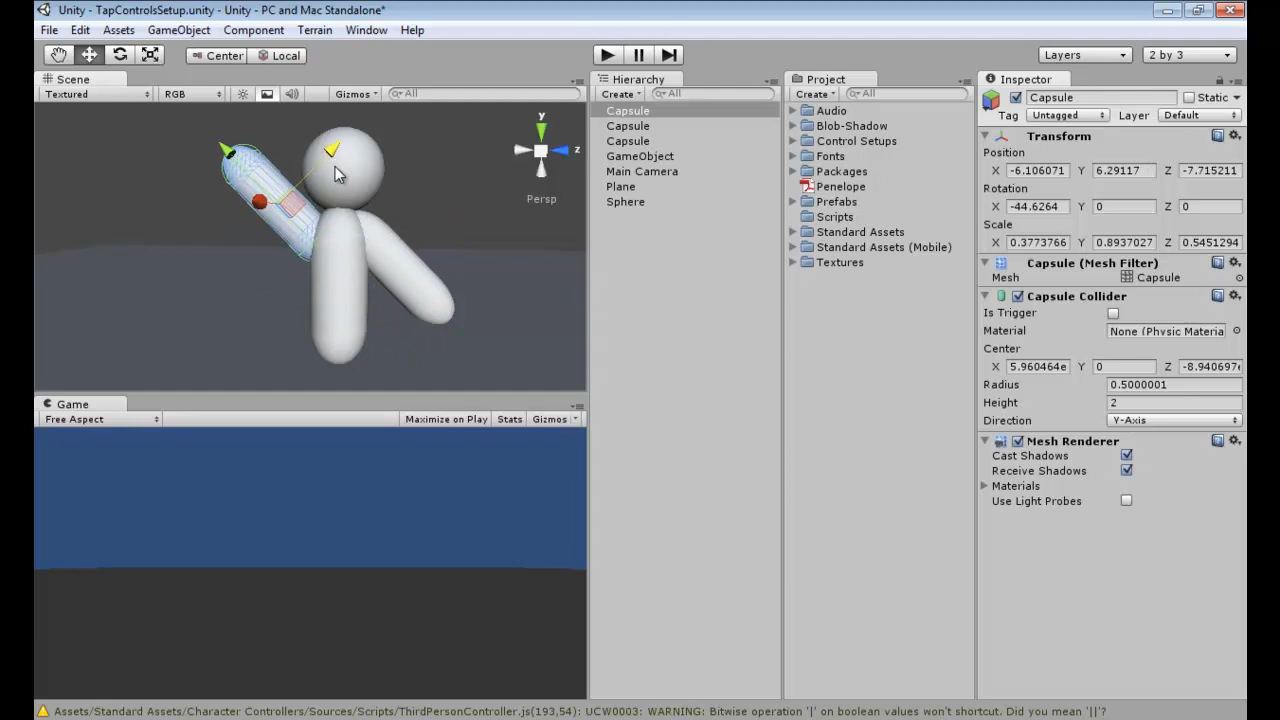 Unity - TapControlsSetup.unity - PC and Mac Standalone*
File Edit Assets GameObject Component Terrain Window Help
Center Local Layers 2 by 3
Scene
Textured RGB Gizmos All
y
z
Persp
Game
Free Aspect Maximize on Play Stats Gizmos
Hierarchy
Create All
Capsule
Capsule
Capsule
GameObject
Main Camera
Plane
Sphere
Project
Create All
Audio
Blob-Shadow
Control Setups
Fonts
Packages
Penelope
Prefabs
Scripts
Standard Assets
Standard Assets (Mobile)
Textures
Inspector
Capsule Static
Tag Untagged Layer Default
Transform
Position
X -6.106071 Y 6.29117 Z -7.715211
Rotation
X -44.6264 Y 0 Z 0
Scale
X 0.3773766 Y 0.8937027 Z 0.5451294
Capsule (Mesh Filter)
Mesh Capsule
Capsule Collider
Is Trigger
Material None (Physic Materia
Center
X 5.960464e Y 0 Z -8.940697e
Radius 0.5000001
Height 2
Direction Y-Axis
Mesh Renderer
Cast Shadows
Receive Shadows
Materials
Use Light Probes
Assets/Standard Assets/Character Controllers/Sources/Scripts/ThirdPersonController.js(193,54): UCW0003: WARNING: Bitwise operation '|' on boolean values won't shortcut. Did you mean '||'?